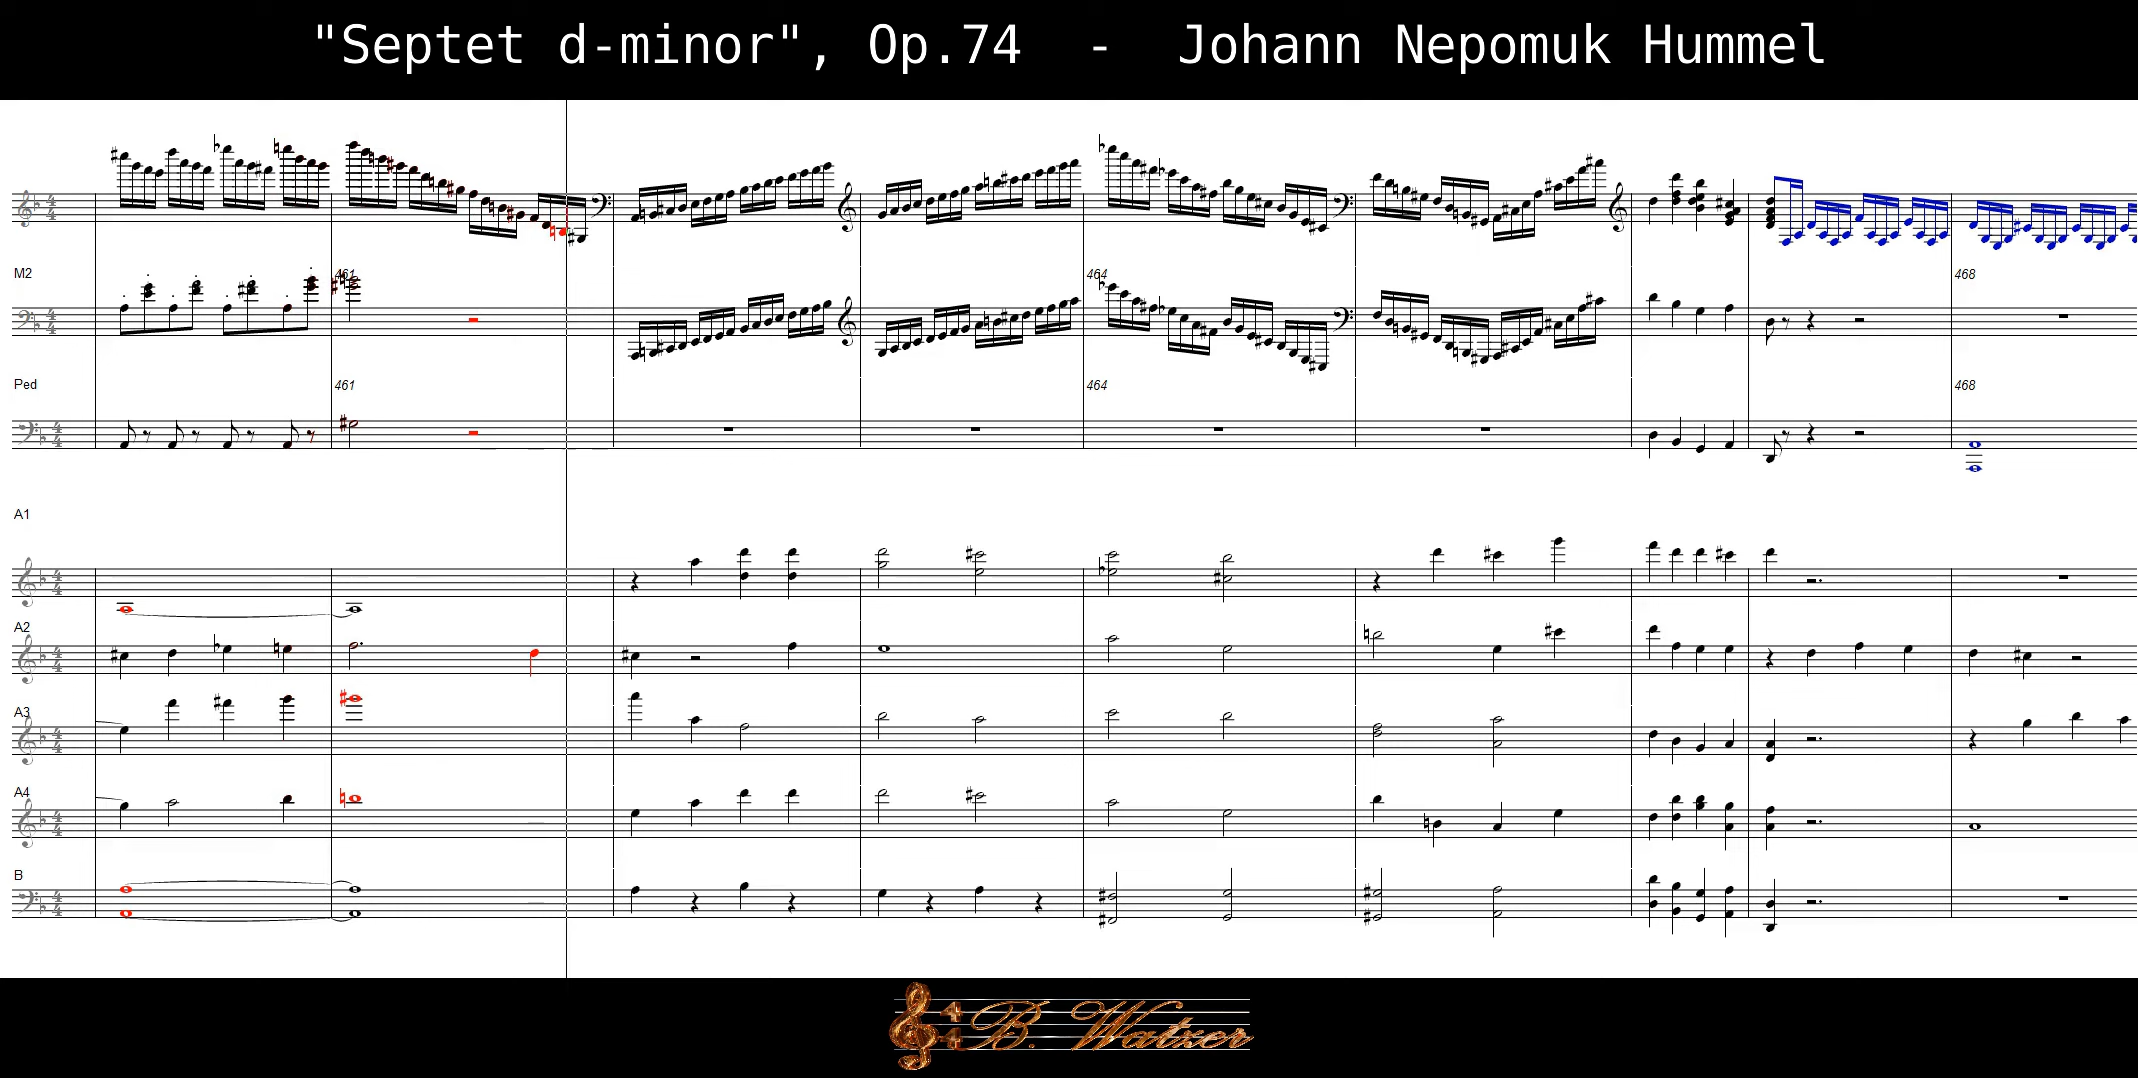 "Septet d-minor", Op.74 - Johann Nepomuk Hummel
M2
461
464
468
Ped
461
464
468
A1
A2
A3
A4
B
B. Watzer